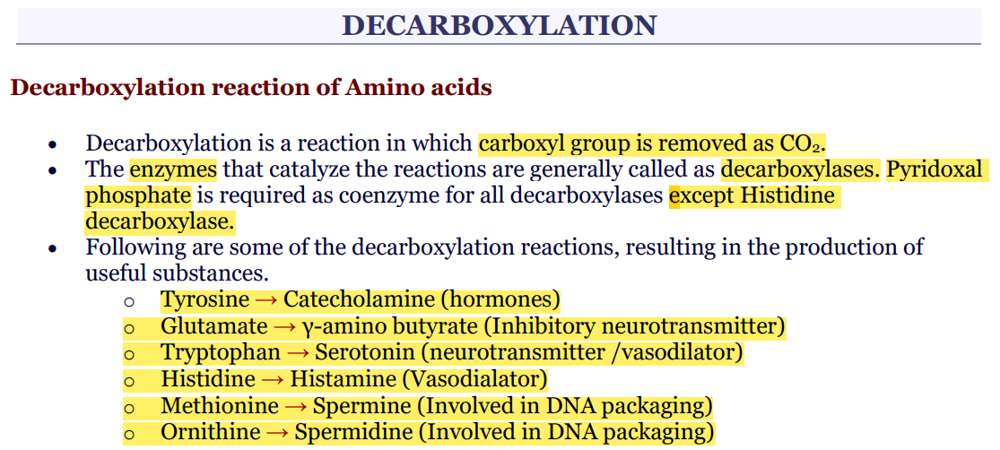 DECARBOXYLATION
Decarboxylation reaction of Amino acids
• Decarboxylation is a reaction in which carboxyl group is removed as CO₂.
• The enzymes that catalyze the reactions are generally called as decarboxylases. Pyridoxal
phosphate is required as coenzyme for all decarboxylases except Histidine
decarboxylase.
• Following are some of the decarboxylation reactions, resulting in the production of
useful substances.
o Tyrosine → Catecholamine (hormones)
o Glutamate → γ-amino butyrate (Inhibitory neurotransmitter)
o Tryptophan → Serotonin (neurotransmitter /vasodilator)
o Histidine → Histamine (Vasodialator)
o Methionine → Spermine (Involved in DNA packaging)
o Ornithine → Spermidine (Involved in DNA packaging)